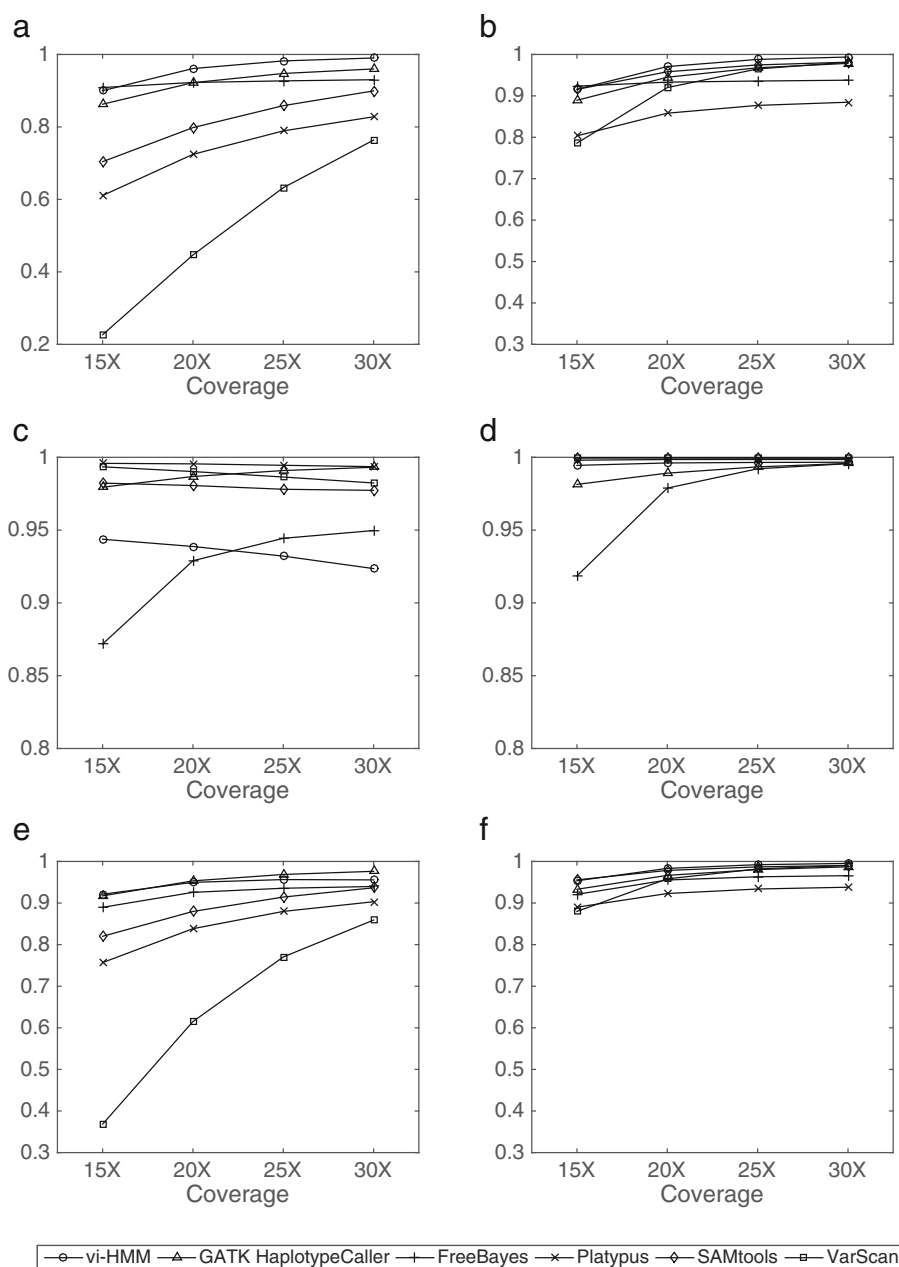 a
1
0.8
0.6
0.4
0.2
15X 20X 25X 30X
Coverage
b
1
0.9
0.8
0.7
0.6
0.5
0.4
0.3
15X 20X 25X 30X
Coverage
c
1
0.95
0.9
0.85
0.8
15X 20X 25X 30X
Coverage
d
1
0.95
0.9
0.85
0.8
15X 20X 25X 30X
Coverage
e
1
0.9
0.8
0.7
0.6
0.5
0.4
0.3
15X 20X 25X 30X
Coverage
f
1
0.9
0.8
0.7
0.6
0.5
0.4
0.3
15X 20X 25X 30X
Coverage
vi-HMM GATK HaplotypeCaller FreeBayes Platypus SAMtools VarScan